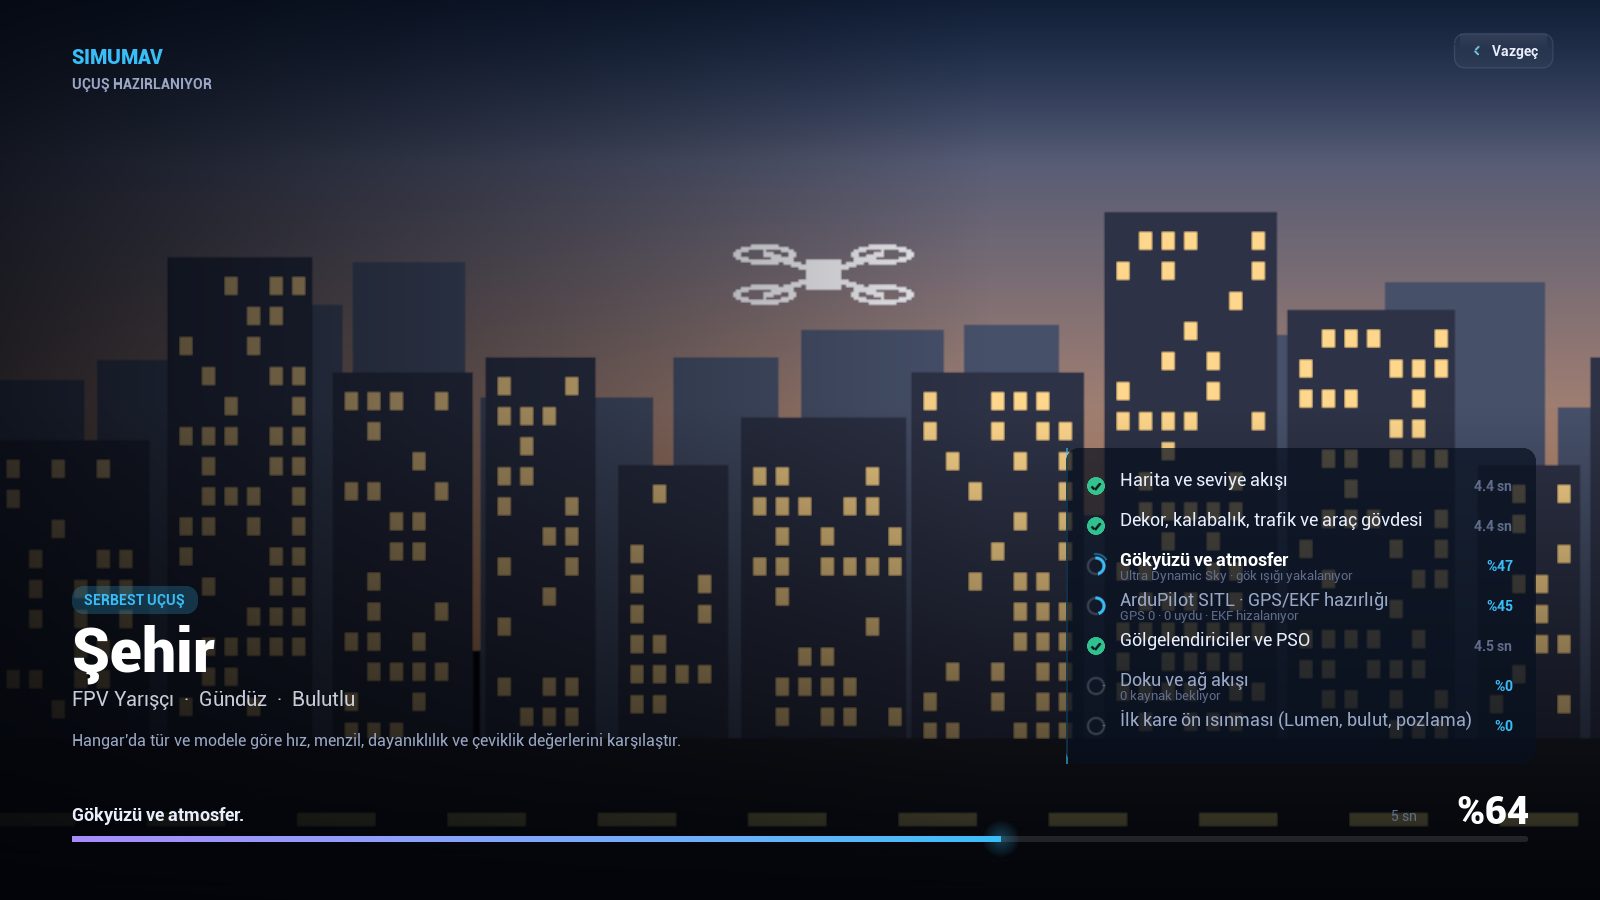 SIMUMAV
UÇUŞ HAZIRLANIYOR
Vazgeç
Harita ve seviye akışı 4.4 sn
Dekor, kalabalık, trafik ve araç gövdesi 4.4 sn
Gökyüzü ve atmosfer %47
Ultra Dynamic Sky · gök ışığı yakalanıyor
ArduPilot SITL · GPS/EKF hazırlığı %45
GPS 0 · 0 uydu · EKF hizalanıyor
Gölgelendiriciler ve PSO 4.5 sn
Doku ve ağ akışı %0
0 kaynak bekliyor
İlk kare ön ısınması (Lumen, bulut, pozlama) %0
SERBEST UÇUŞ
Şehir
FPV Yarışçı · Gündüz · Bulutlu
Hangar'da tür ve modele göre hız, menzil, dayanıklılık ve çeviklik değerlerini karşılaştır.
Gökyüzü ve atmosfer.
5 sn %64